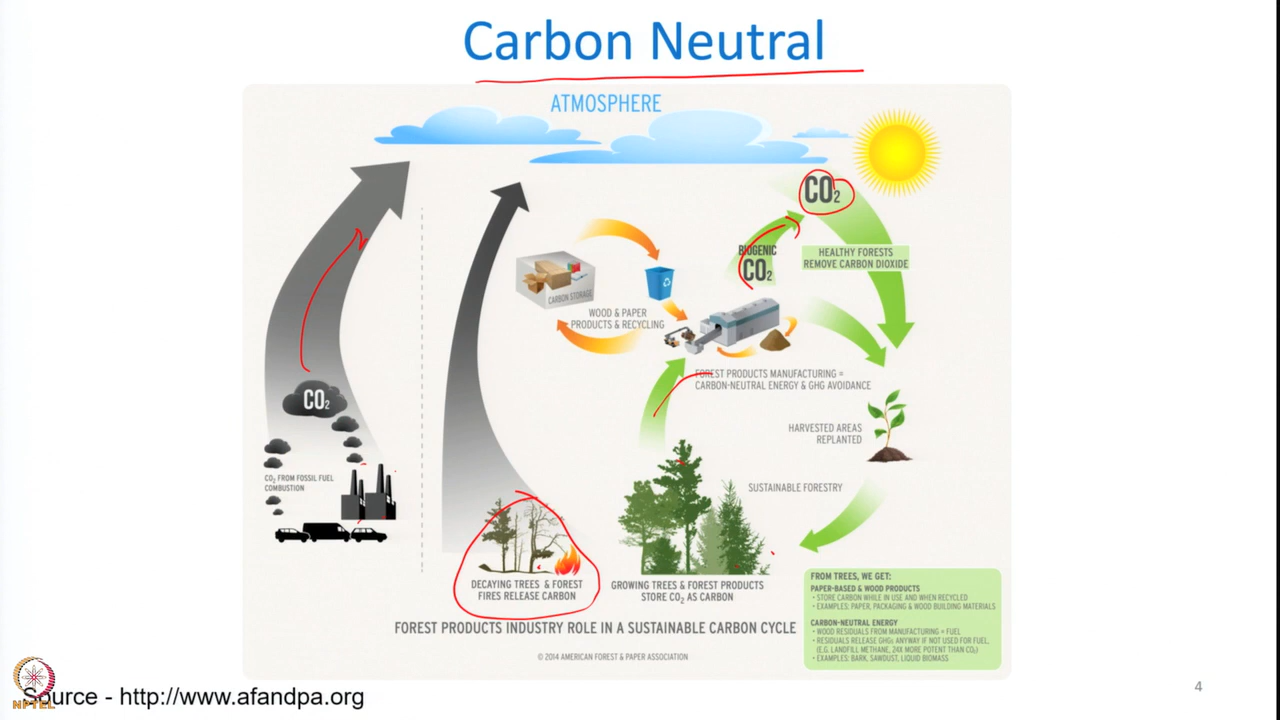 Carbon Neutral
ATMOSPHERE
CO₂
BIOGENIC
CO₂
HEALTHY FORESTS
REMOVE CARBON DIOXIDE
CARBON STORAGE
WOOD & PAPER
PRODUCTS & RECYCLING
FOREST PRODUCTS MANUFACTURING =
CARBON-NEUTRAL ENERGY & GHG AVOIDANCE
CO₂
HARVESTED AREAS
REPLANTED
CO₂ FROM FOSSIL FUEL
COMBUSTION
SUSTAINABLE FORESTRY
DECAYING TREES & FOREST
FIRES RELEASE CARBON
GROWING TREES & FOREST PRODUCTS
STORE CO₂ AS CARBON
FROM TREES, WE GET:
PAPER-BASED & WOOD PRODUCTS
• STORE CARBON WHILE IN USE AND WHEN RECYCLED
• EXAMPLES: PAPER, PACKAGING & WOOD BUILDING MATERIALS
CARBON-NEUTRAL ENERGY
• WOOD RESIDUALS FROM MANUFACTURING = FUEL
• RESIDUALS RELEASE GHGs ANYWAY IF NOT USED FOR FUEL,
(E.G. LANDFILL METHANE, 24X MORE POTENT THAN CO₂)
• EXAMPLES: BARK, SAWDUST, LIQUID BIOMASS
FOREST PRODUCTS INDUSTRY ROLE IN A SUSTAINABLE CARBON CYCLE
© 2014 AMERICAN FOREST & PAPER ASSOCIATION
Source - http://www.afandpa.org
NPTEL
4